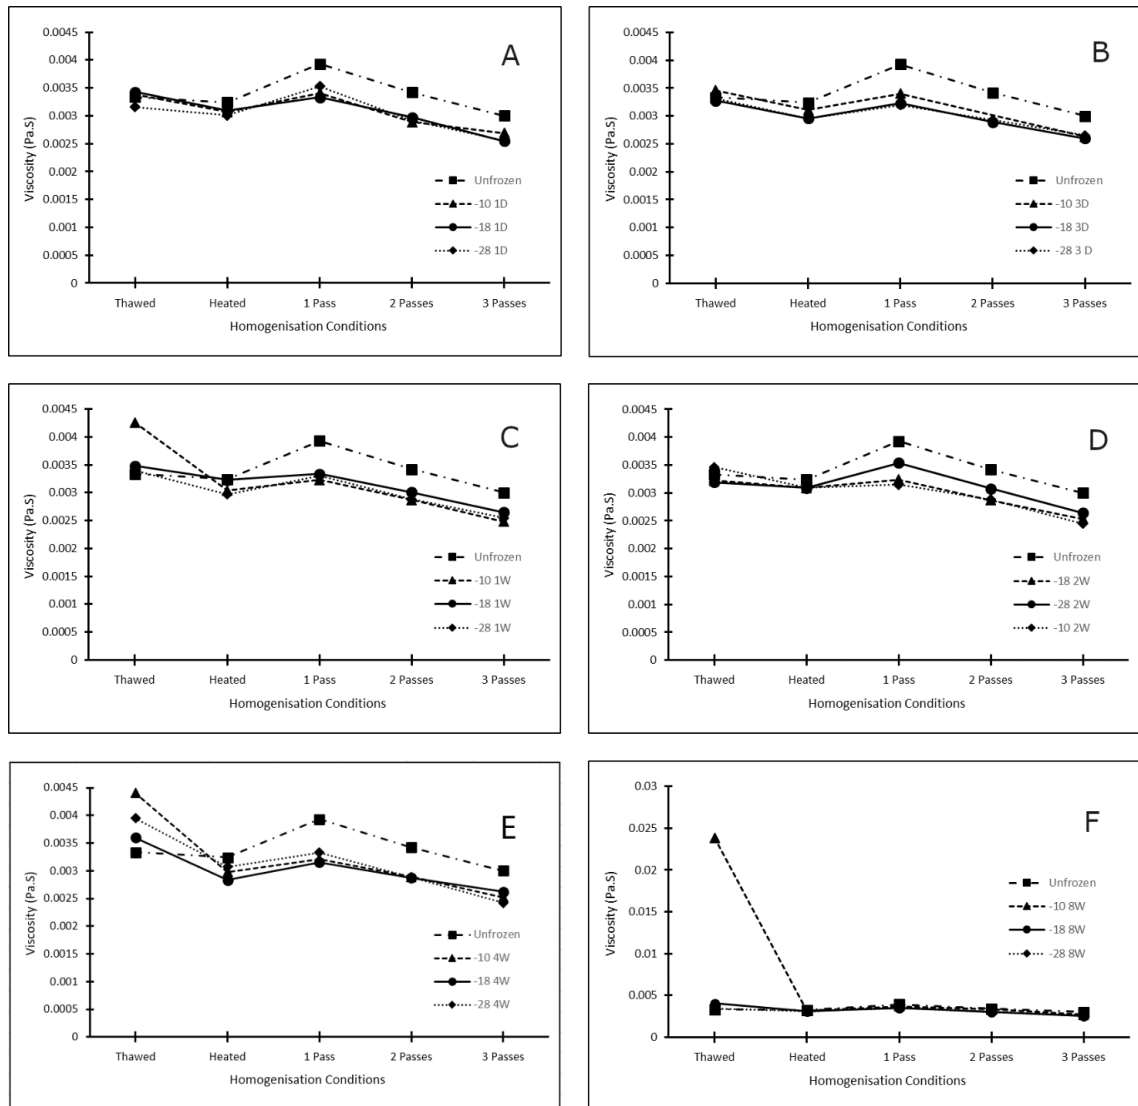 A
0.0045
0.004
0.0035
0.003
0.0025
0.002
0.0015
0.001
0.0005
0
Viscosity (Pa.S)
Unfrozen
-10 1D
-18 1D
-28 1D
Thawed Heated 1 Pass 2 Passes 3 Passes
Homogenisation Conditions
B
0.0045
0.004
0.0035
0.003
0.0025
0.002
0.0015
0.001
0.0005
0
Viscosity (Pa.S)
Unfrozen
-10 3D
-18 3D
-28 3 D
Thawed Heated 1 Pass 2 Passes 3 Passes
Homogenisation Conditions
C
0.0045
0.004
0.0035
0.003
0.0025
0.002
0.0015
0.001
0.0005
0
Viscosity (Pa.S)
Unfrozen
-10 1W
-18 1W
-28 1W
Thawed Heated 1 Pass 2 Passes 3 Passes
Homogenisation Conditions
D
0.0045
0.004
0.0035
0.003
0.0025
0.002
0.0015
0.001
0.0005
0
Viscosity (Pa.S)
Unfrozen
-18 2W
-28 2W
-10 2W
Thawed Heated 1 Pass 2 Passes 3 Passes
Homogenisation Conditions
E
0.0045
0.004
0.0035
0.003
0.0025
0.002
0.0015
0.001
0.0005
0
Viscosity (Pa.S)
Unfrozen
-10 4W
-18 4W
-28 4W
Thawed Heated 1 Pass 2 Passes 3 Passes
Homogenisation Conditions
F
0.03
0.025
0.02
0.015
0.01
0.005
0
Viscosity (Pa.S)
Unfrozen
-10 8W
-18 8W
-28 8W
Thawed Heated 1 Pass 2 Passes 3 Passes
Homogenisation Conditions